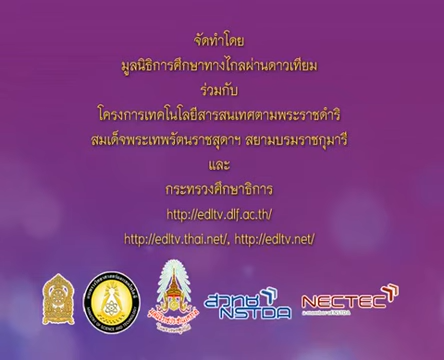 จัดทำโดย
มูลนิธิการศึกษาทางไกลผ่านดาวเทียม
ร่วมกับ
โครงการเทคโนโลยีสารสนเทศตามพระราชดำริ
สมเด็จพระเทพรัตนราชสุดาฯ สยามบรมราชกุมารี
และ
กระทรวงศึกษาธิการ
http://edltv.dlf.ac.th/
http://edltv.thai.net/, http://edltv.net/
สวทช
NSTDA
NECTEC
a member of NSTDA